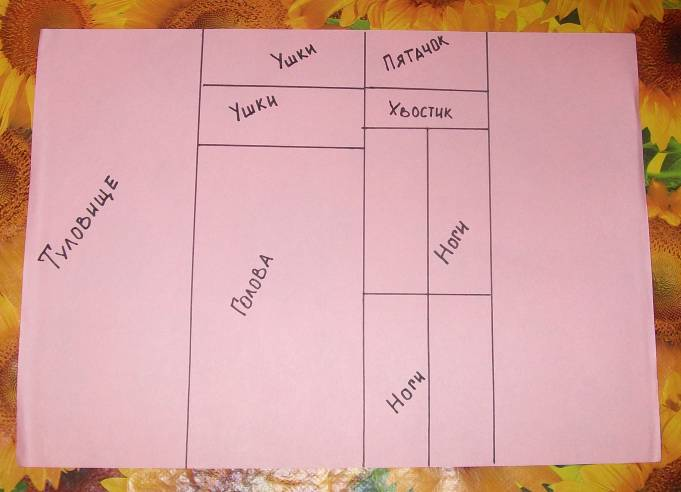 Туловище
Ушки
Ушки
Голова
Пятачок
Хвостик
Ноги
Ноги